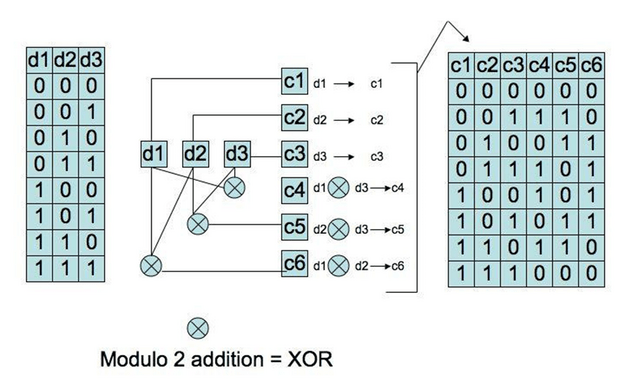 d1 d2 d3
0 0 0
0 0 1
0 1 0
0 1 1
1 0 0
1 0 1
1 1 0
1 1 1
d1 d2 d3
c1 d1 → c1
c2 d2 → c2
c3 d3 → c3
c4 d1 ⊗ d3 → c4
c5 d2 ⊗ d3 → c5
c6 d1 ⊗ d2 → c6
c1 c2 c3 c4 c5 c6
0 0 0 0 0 0
0 0 1 1 1 0
0 1 0 0 1 1
0 1 1 1 0 1
1 0 0 1 0 1
1 0 1 0 1 1
1 1 0 1 1 0
1 1 1 0 0 0
Modulo 2 addition = XOR